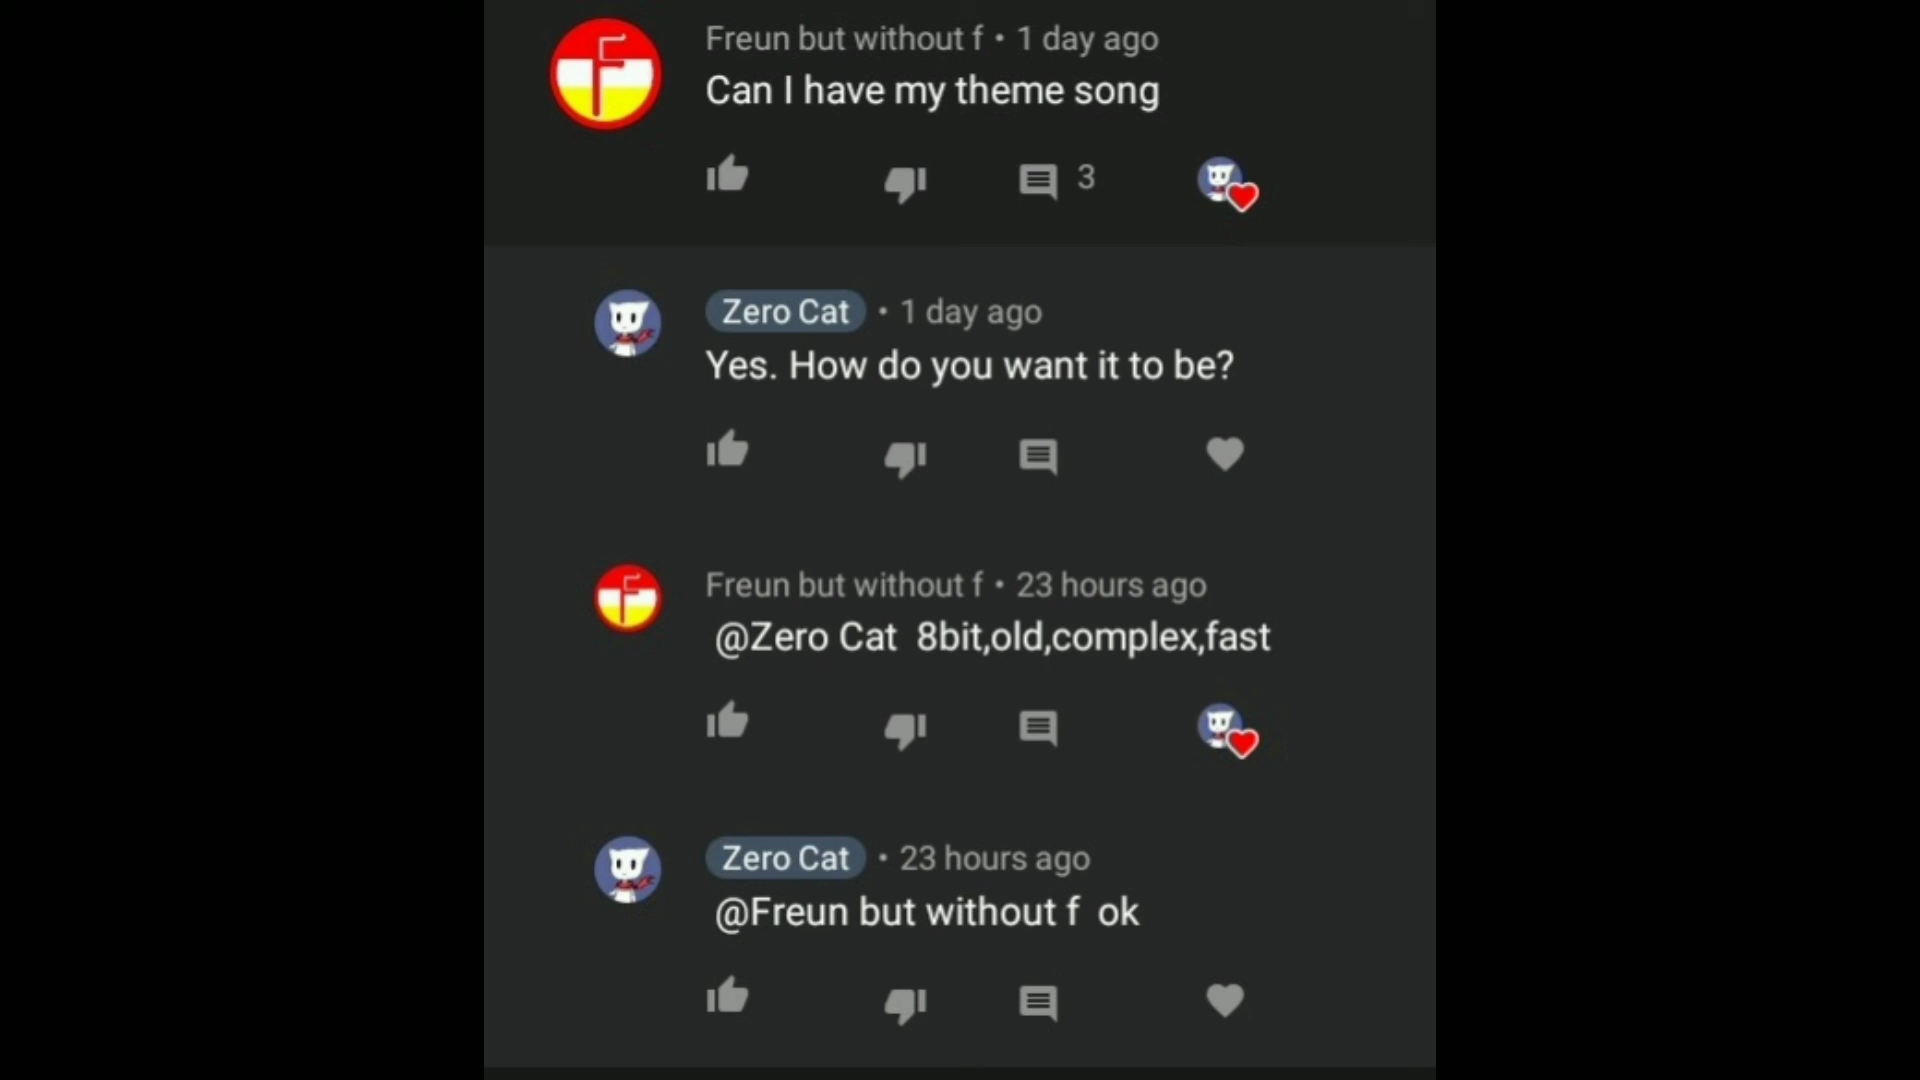 Freun but without f • 1 day ago
Can I have my theme song
3
Zero Cat • 1 day ago
Yes. How do you want it to be?
Freun but without f • 23 hours ago
@Zero Cat 8bit,old,complex,fast
Zero Cat • 23 hours ago
@Freun but without f ok